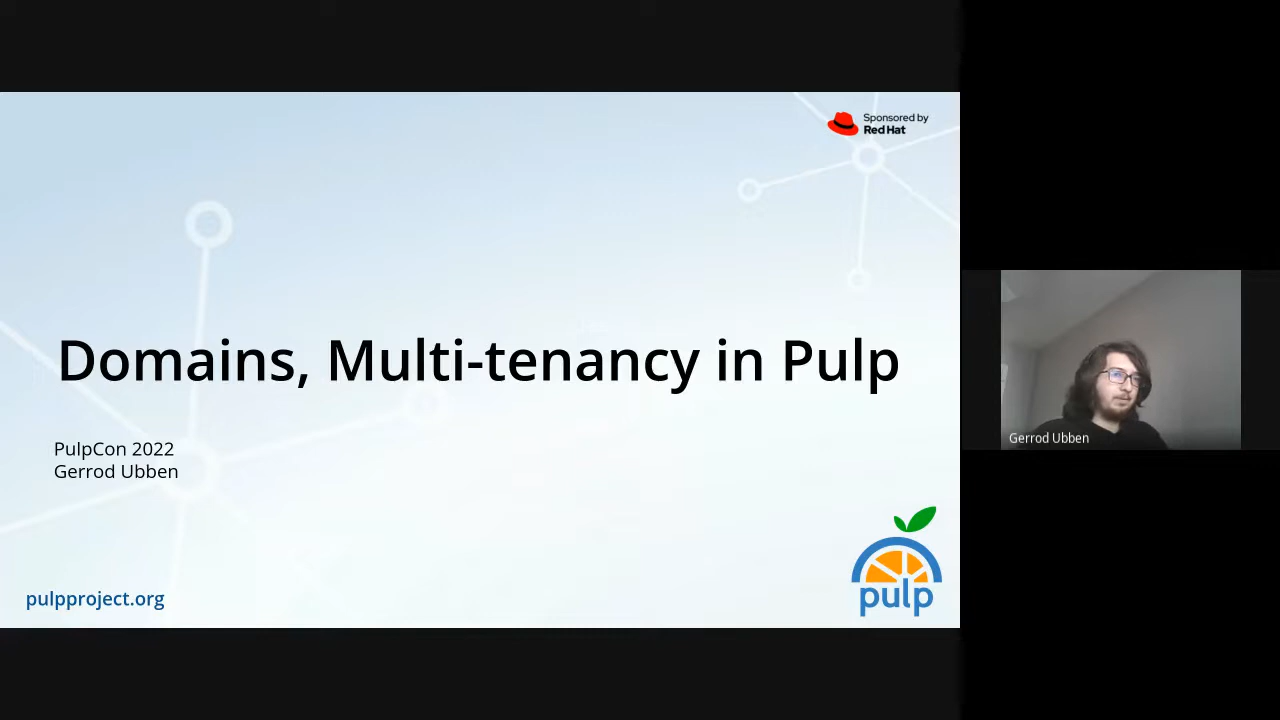 Sponsored by
Red Hat
Domains, Multi-tenancy in Pulp
PulpCon 2022
Gerrod Ubben
pulpproject.org
pulp
Gerrod Ubben